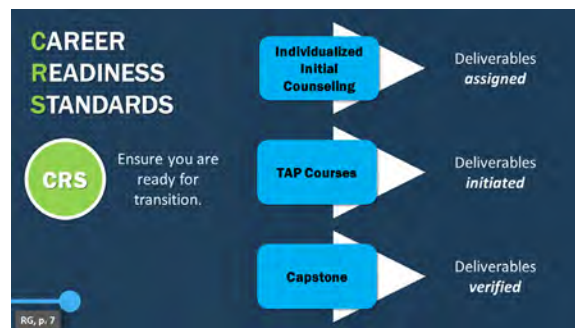 CAREER
READINESS
STANDARDS
CRS
Ensure you are
ready for
transition.
Individualized
Initial
Counseling
Deliverables
assigned
TAP Courses
Deliverables
initiated
Capstone
Deliverables
verified
RG, p. 7